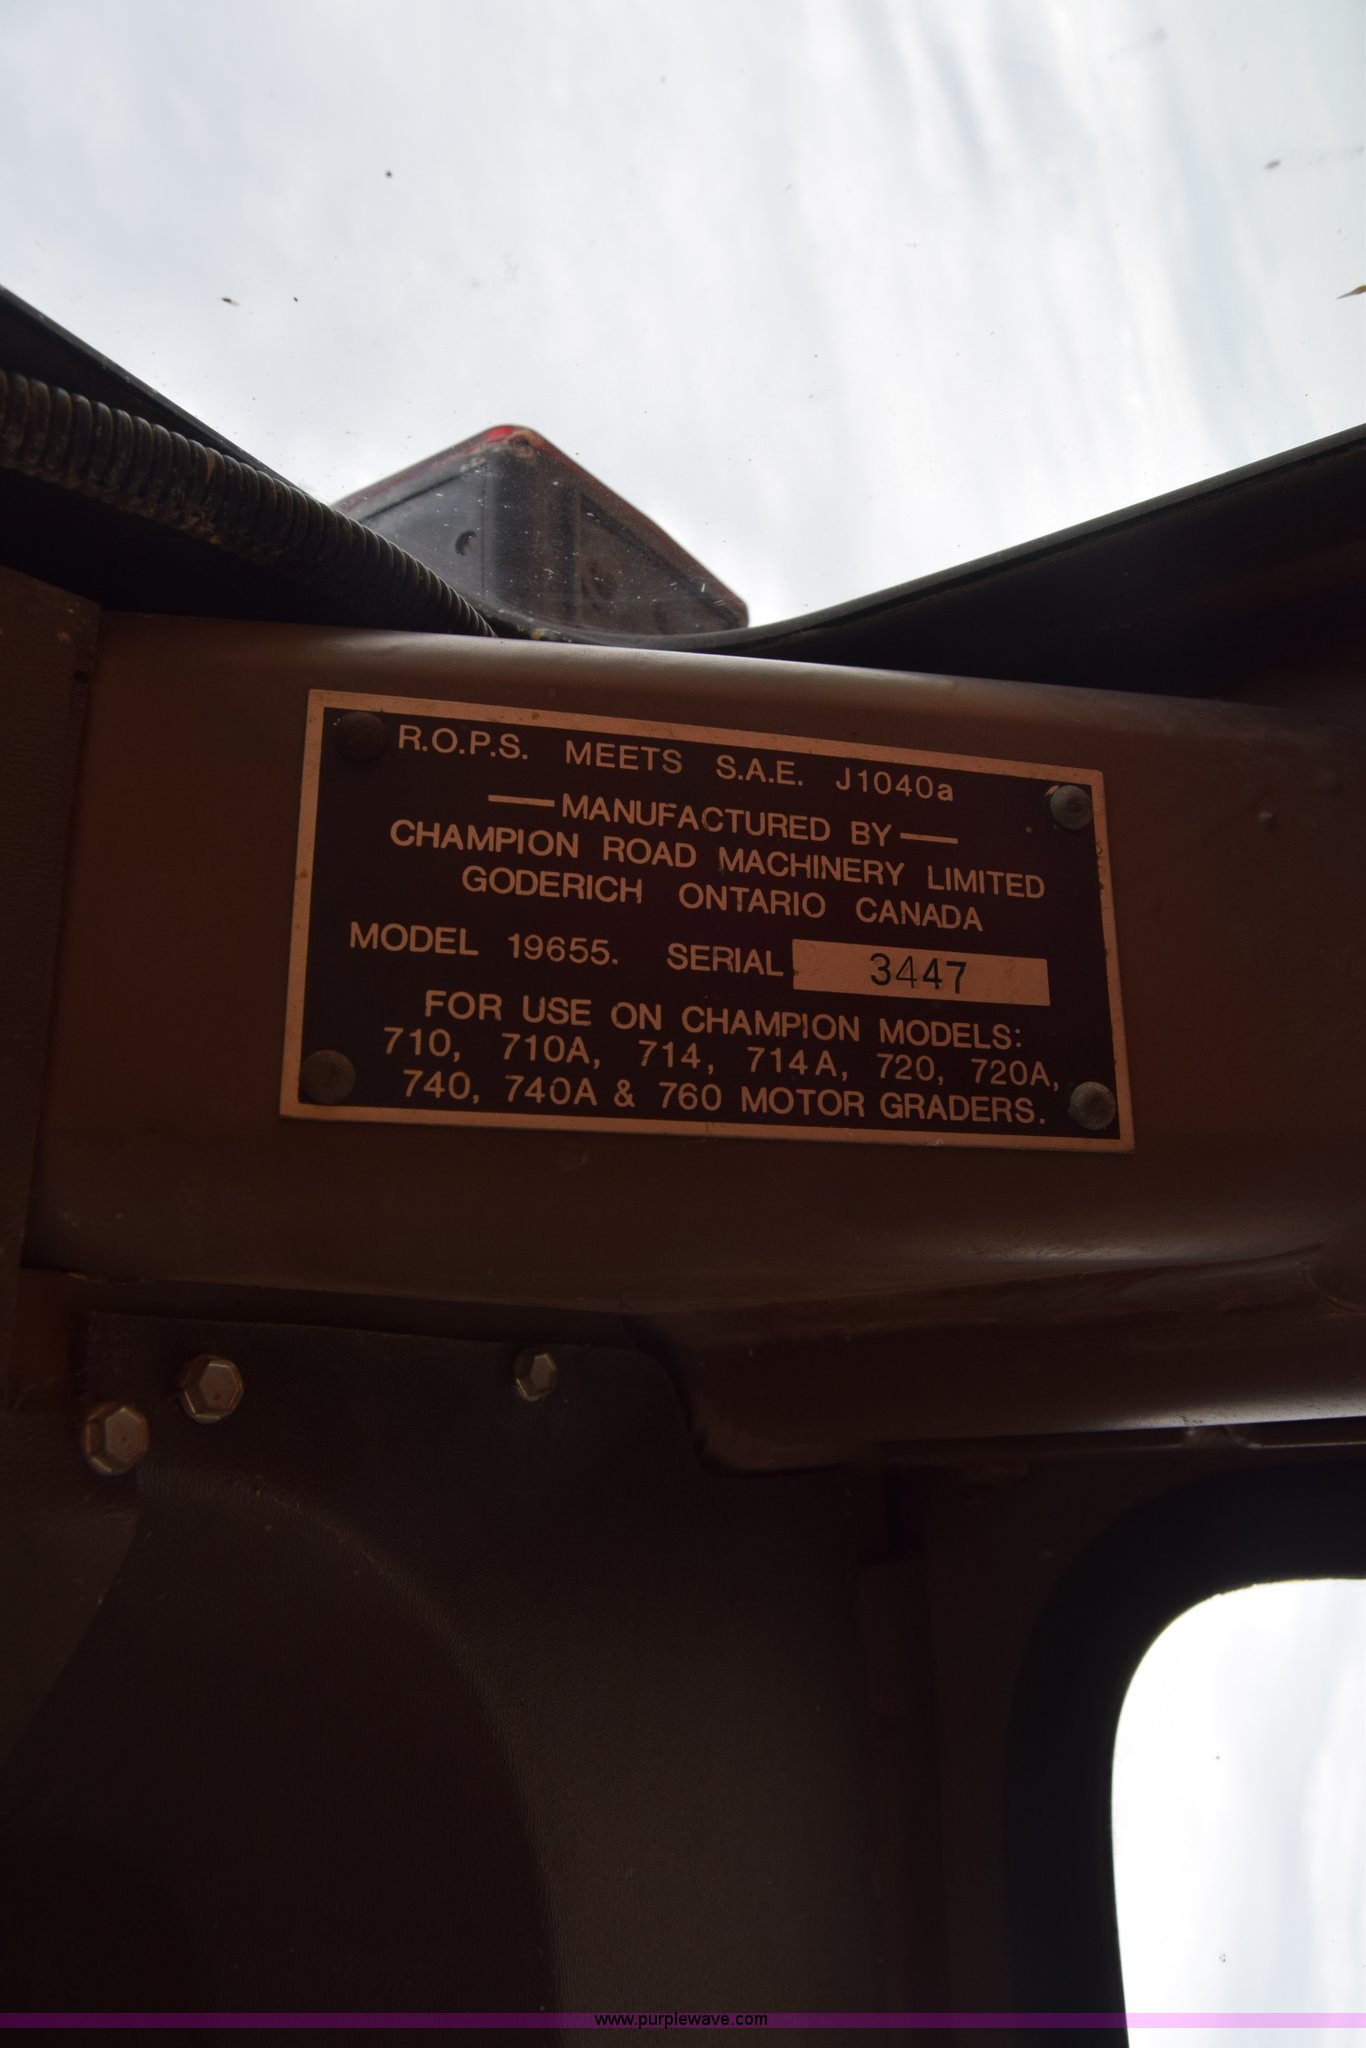 R.O.P.S. MEETS S.A.E. J1040a
— MANUFACTURED BY —
CHAMPION ROAD MACHINERY LIMITED
GODERICH ONTARIO CANADA
MODEL 19655. SERIAL 3447
FOR USE ON CHAMPION MODELS:
710, 710A, 714, 714A, 720, 720A,
740, 740A & 760 MOTOR GRADERS.
www.purplewave.com